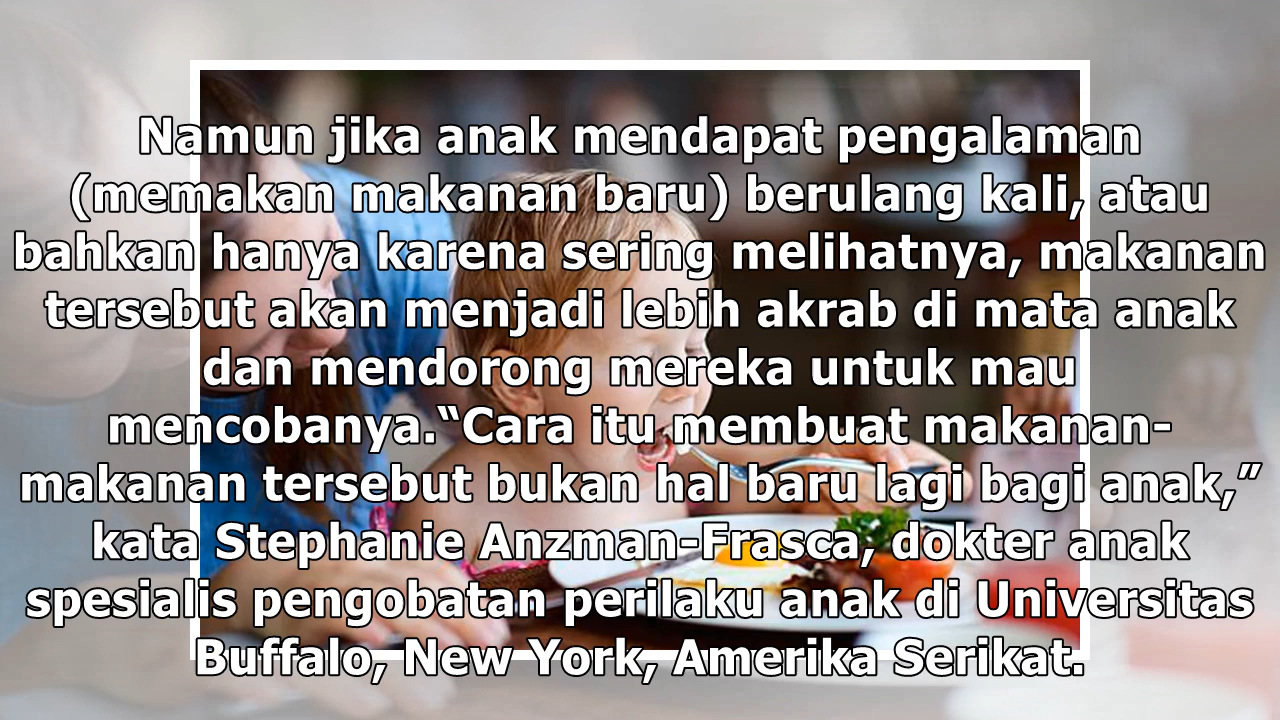 Namun jika anak mendapat pengalaman
(memakan makanan baru) berulang kali, atau
bahkan hanya karena sering melihatnya, makanan
tersebut akan menjadi lebih akrab di mata anak
dan mendorong mereka untuk mau
mencobanya.“Cara itu membuat makanan-
makanan tersebut bukan hal baru lagi bagi anak,”
kata Stephanie Anzman-Frasca, dokter anak
spesialis pengobatan perilaku anak di Universitas
Buffalo, New York, Amerika Serikat.